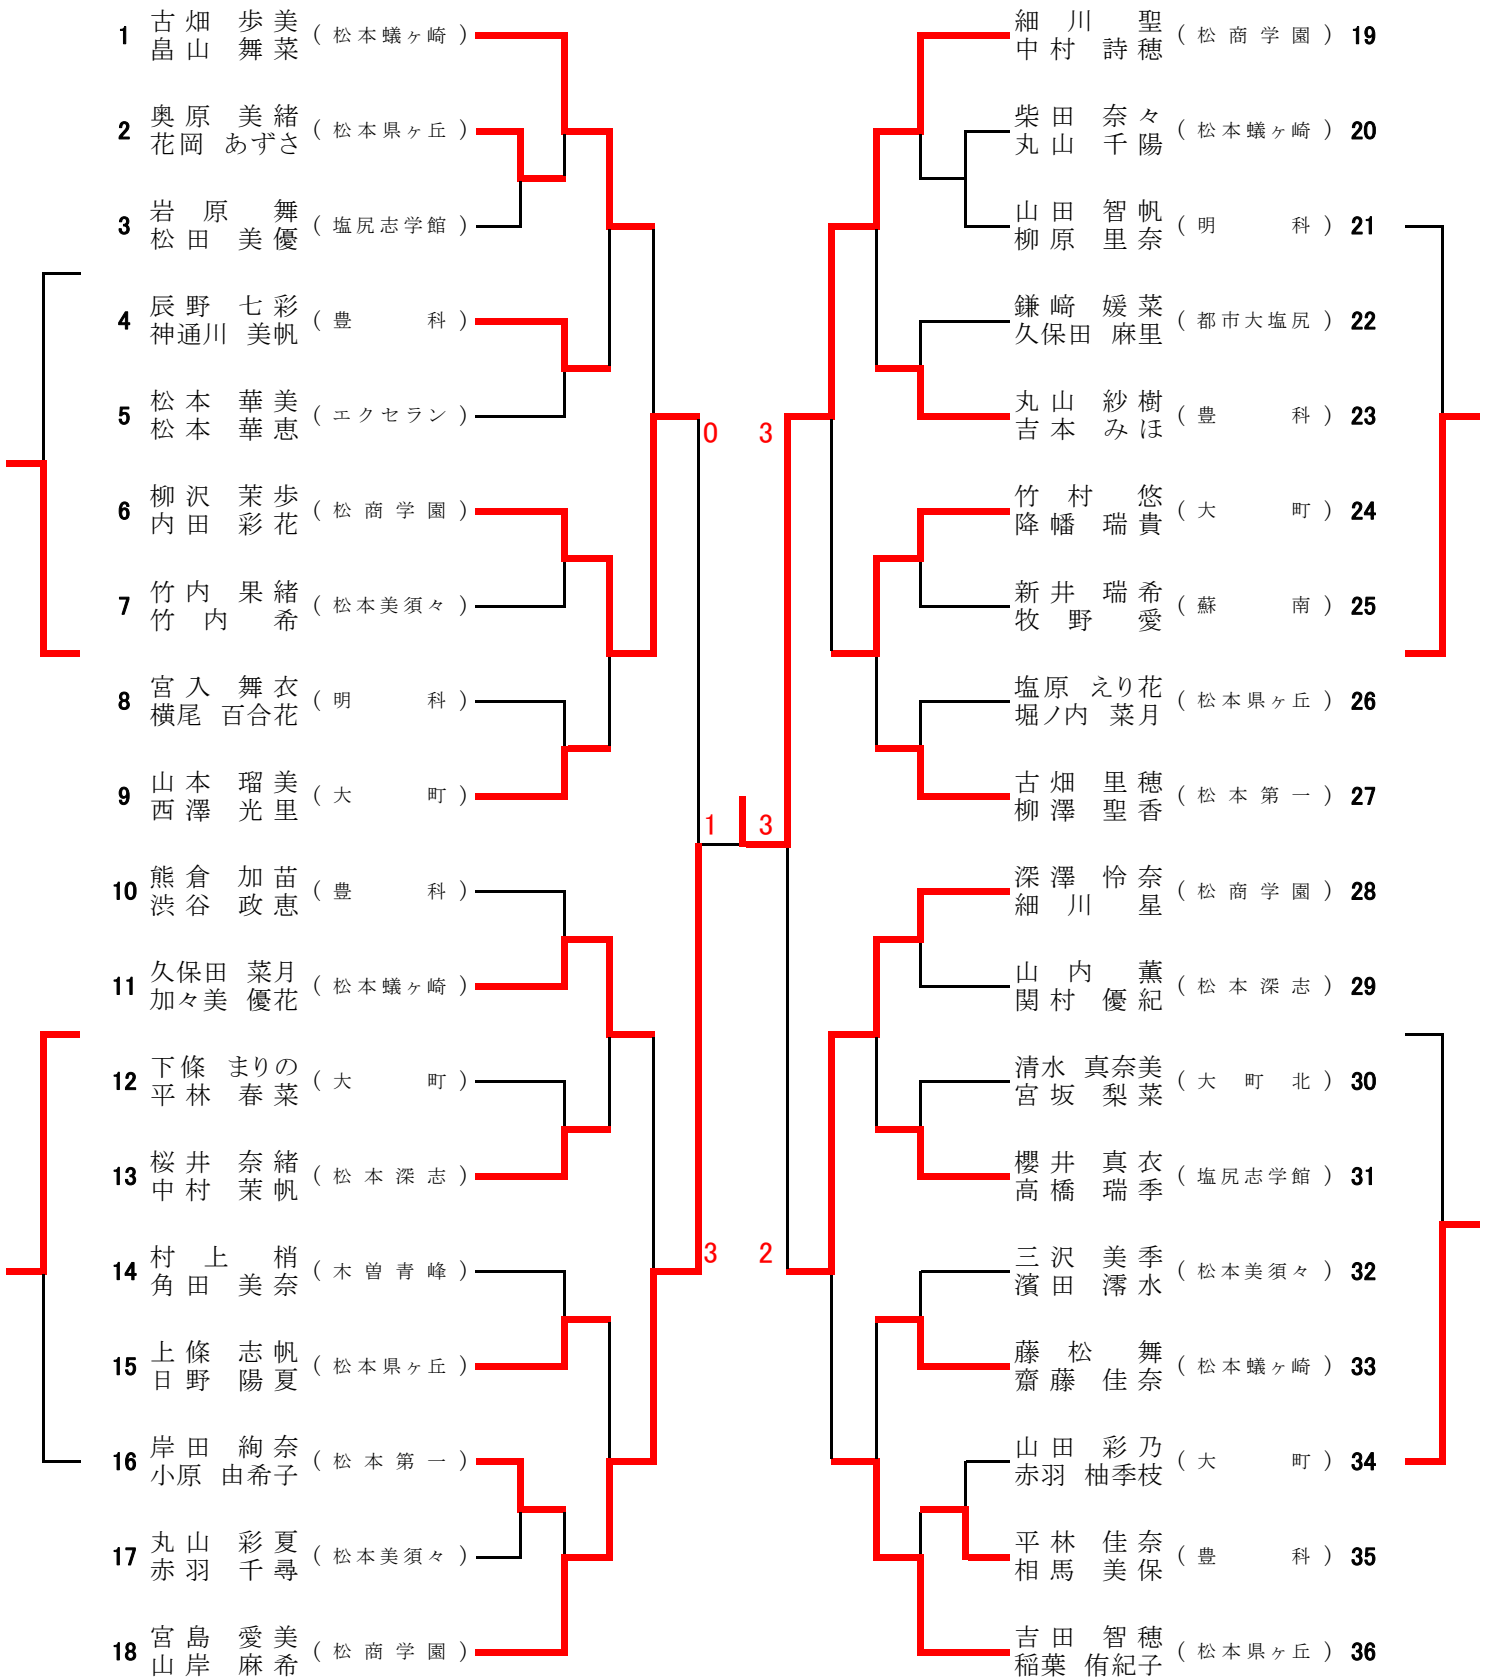 1 古畑 歩美 (松本蟻ヶ崎)
畠山 舞菜
2 奥原 美緒 (松本県ヶ丘)
花岡 あずさ
3 岩原 舞 (塩尻志学館)
松田 美優
4 辰野 七彩 (豊科)
神通川 美帆
5 松本 華美 (エクセラン)
松本 華恵
6 柳沢 茉歩 (松商学園)
内田 彩花
7 竹内 果緒 (松本美須々)
竹内 希
8 宮入 舞衣 (明科)
横尾 百合花
9 山本 瑠美 (大町)
西澤 光里
10 熊倉 加苗 (豊科)
渋谷 政恵
11 久保田 菜月 (松本蟻ヶ崎)
加々美 優花
12 下條 まりの (大町)
平林 春菜
13 桜井 奈緒 (松本深志)
中村 茉帆
14 村上 梢 (木曽青峰)
角田 美奈
15 上條 志帆 (松本県ヶ丘)
日野 陽夏
16 岸田 絢奈 (松本第一)
小原 由希子
17 丸山 彩夏 (松本美須々)
赤羽 千尋
18 宮島 愛美 (松商学園)
山岸 麻希
0 3
1 3
3 2
細川 聖 (松商学園) 19
中村 詩穂
柴田 奈々 (松本蟻ヶ崎) 20
丸山 千陽
山田 智帆 (明科) 21
柳原 里奈
鎌﨑 媛菜 (都市大塩尻) 22
久保田 麻里
丸山 紗樹 (豊科) 23
吉本 みほ
竹村 悠 (大町) 24
降幡 瑞貴
新井 瑞希 (蘇南) 25
牧野 愛
塩原 えり花 (松本県ヶ丘) 26
堀ノ内 菜月
古畑 里穂 (松本第一) 27
柳澤 聖香
深澤 怜奈 (松商学園) 28
細川 星
山内 薫 (松本深志) 29
関村 優紀
清水 真奈美 (大町北) 30
宮坂 梨菜
櫻井 真衣 (塩尻志学館) 31
高橋 瑞季
三沢 美季 (松本美須々) 32
濱田 澪水
藤松 舞 (松本蟻ヶ崎) 33
齋藤 佳奈
山田 彩乃 (大町) 34
赤羽 柚季枝
平林 佳奈 (豊科) 35
相馬 美保
吉田 智穂 (松本県ヶ丘) 36
稲葉 侑紀子